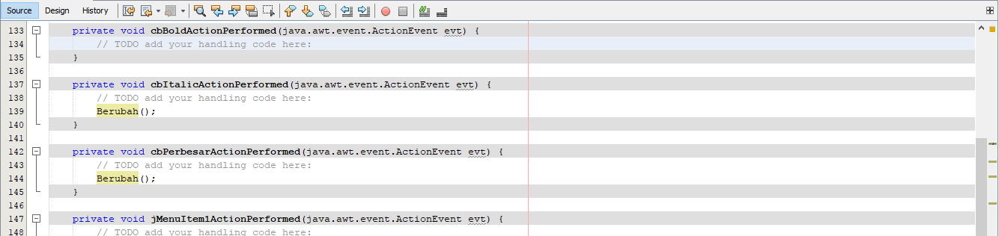 Source Design History
133 private void cbBoldActionPerformed(java.awt.event.ActionEvent evt) {
134 // TODO add your handling code here:
135 }
136
137 private void cbItalicActionPerformed(java.awt.event.ActionEvent evt) {
138 // TODO add your handling code here:
139 Berubah();
140 }
141
142 private void cbPerbesarActionPerformed(java.awt.event.ActionEvent evt) {
143 // TODO add your handling code here:
144 Berubah();
145 }
146
147 private void jMenuItem1ActionPerformed(java.awt.event.ActionEvent evt) {
148 // TODO add your handling code here: